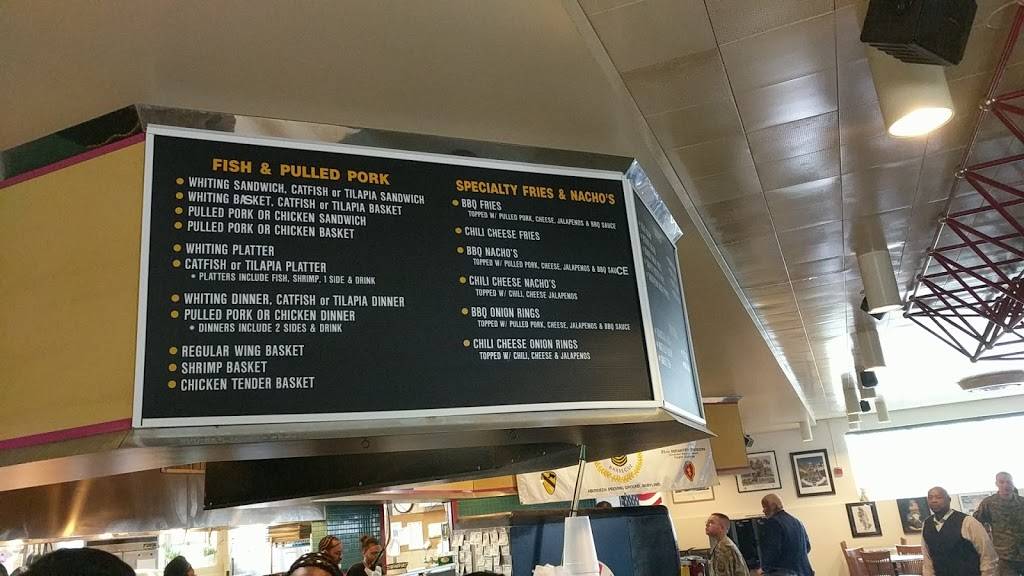 FISH & PULLED PORK
WHITING SANDWICH, CATFISH or TILAPIA SANDWICH
WHITING BASKET, CATFISH or TILAPIA BASKET
PULLED PORK OR CHICKEN SANDWICH
PULLED PORK OR CHICKEN BASKET
WHITING PLATTER
CATFISH or TILAPIA PLATTER
• PLATTERS INCLUDE FISH, SHRIMP, 1 SIDE & DRINK
WHITING DINNER, CATFISH or TILAPIA DINNER
PULLED PORK OR CHICKEN DINNER
• DINNERS INCLUDE 2 SIDES & DRINK
REGULAR WING BASKET
SHRIMP BASKET
CHICKEN TENDER BASKET
SPECIALTY FRIES & NACHO'S
BBQ FRIES
TOPPED W/ PULLED PORK, CHEESE, JALAPENOS & BBQ SAUCE
CHILI CHEESE FRIES
BBQ NACHO'S
TOPPED W/ PULLED PORK, CHEESE, JALAPENOS & BBQ SAUCE
CHILI CHEESE NACHO'S
TOPPED W/ CHILI, CHEESE JALAPENOS
BBQ ONION RINGS
TOPPED W/ PULLED PORK, CHEESE, JALAPENOS & BBQ SAUCE
CHILI CHEESE ONION RINGS
TOPPED W/ CHILI, CHEESE & JALAPENOS
BARBECUE
ABERDEEN PROVING GROUND, MARYLAND